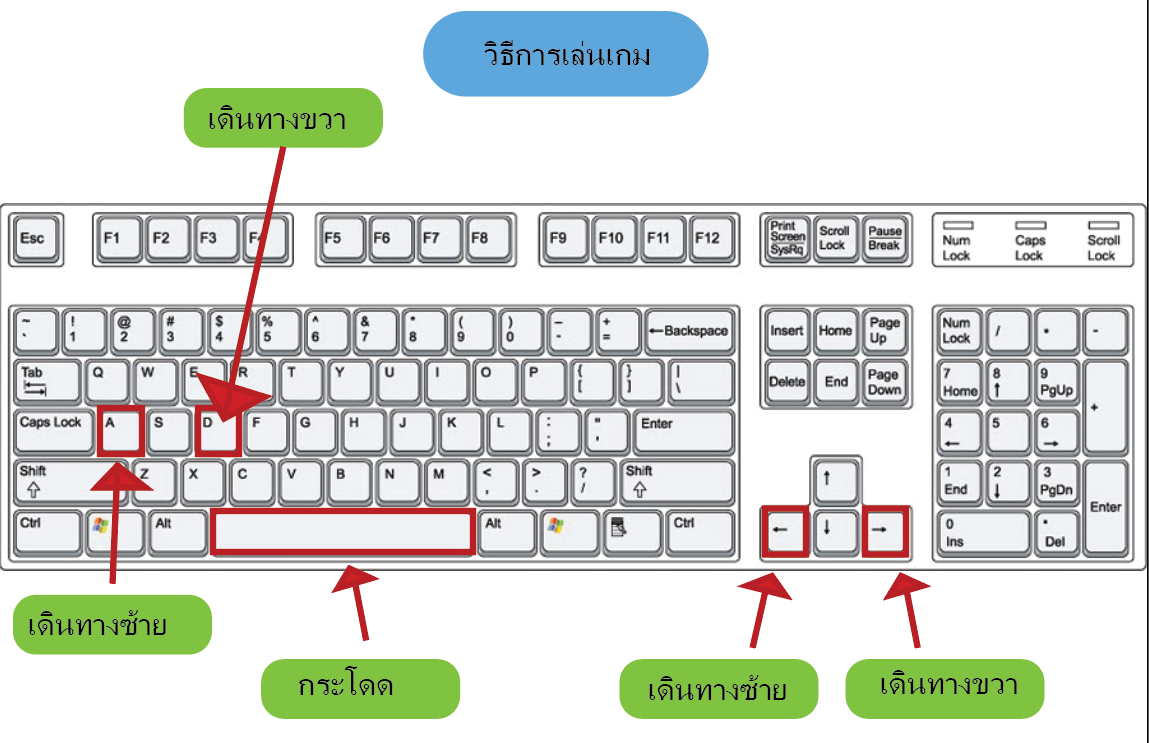 วิธีการเล่นเกม
เดินทางขวา
Esc F1 F2 F3 F4 F5 F6 F7 F8 F9 F10 F11 F12 Print Screen SysRq Scroll Lock Pause Break Num Lock Caps Lock Scroll Lock
~ ` ! 1 @ 2 # 3 $ 4 % 5 ^ 6 & 7 * 8 ( 9 ) 0 – - + = ←Backspace Insert Home Page Up Num Lock / • -
Tab Q W E R T Y U I O P { [ } ] | \ Delete End Page Down 7 Home 8 ↑ 9 PgUp +
Caps Lock A S D F G H J K L : ; " ' Enter 4 ← 5 6 →
Shift Z X C V B N M < , > . ? / Shift ↑ 1 End 2 ↓ 3 PgDn Enter
Ctrl Alt Alt Ctrl ← ↓ → 0 Ins • Del
เดินทางซ้าย
กระโดด
เดินทางซ้าย
เดินทางขวา